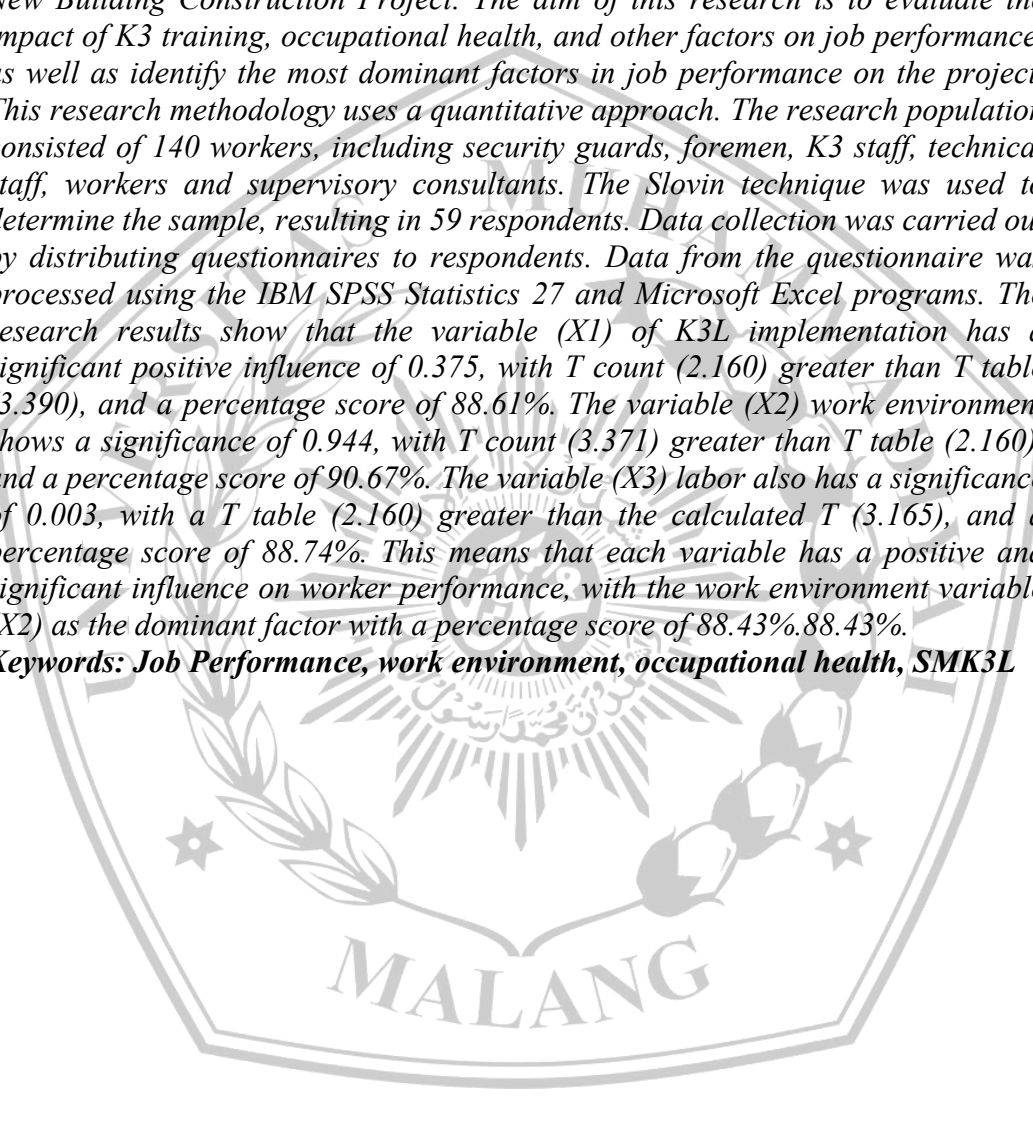 New Building Construction Project. The aim of this research is to evaluate the
mpact of K3 training, occupational health, and other factors on job performance
as well as identify the most dominant factors in job performance on the project
This research methodology uses a quantitative approach. The research population
consisted of 140 workers, including security guards, foremen, K3 staff, technica
staff, workers and supervisory consultants. The Slovin technique was used to
determine the sample, resulting in 59 respondents. Data collection was carried ou
by distributing questionnaires to respondents. Data from the questionnaire was
processed using the IBM SPSS Statistics 27 and Microsoft Excel programs. The
research results show that the variable (X1) of K3L implementation has a
significant positive influence of 0.375, with T count (2.160) greater than T table
(3.390), and a percentage score of 88.61%. The variable (X2) work environmen
shows a significance of 0.944, with T count (3.371) greater than T table (2.160)
and a percentage score of 90.67%. The variable (X3) labor also has a significance
of 0.003, with a T table (2.160) greater than the calculated T (3.165), and a
percentage score of 88.74%. This means that each variable has a positive and
significant influence on worker performance, with the work environment variable
(X2) as the dominant factor with a percentage score of 88.43%.88.43%.
Keywords: Job Performance, work environment, occupational health, SMK3L
UNIVERSITAS MUHAMMADIYAH
MALANG